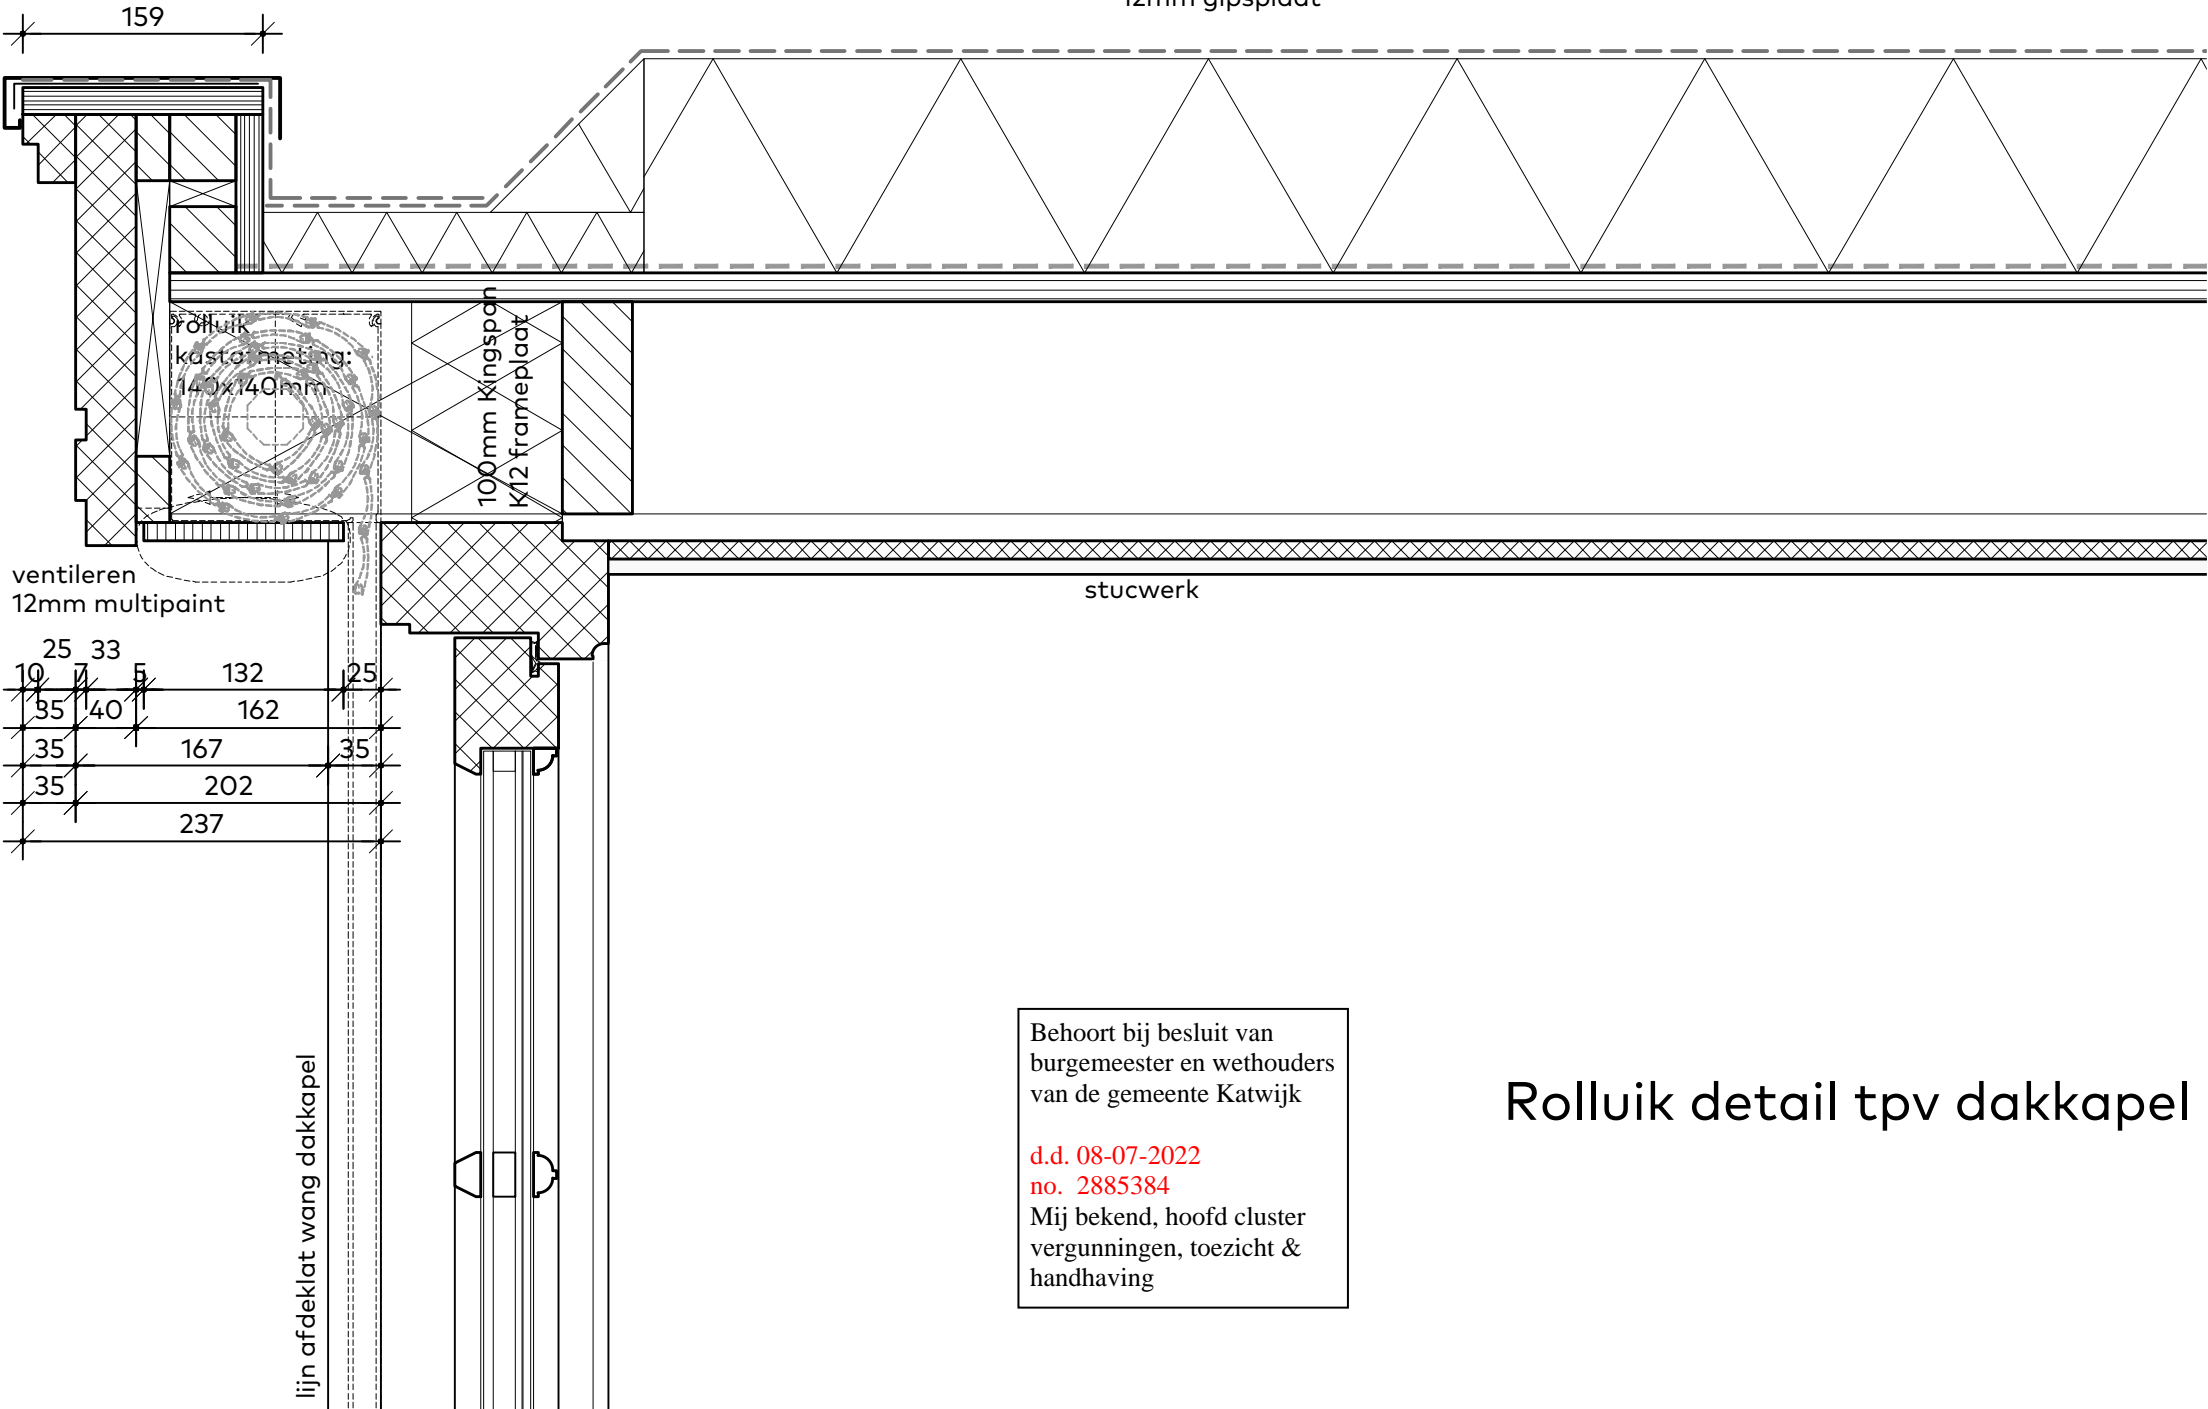 12mm gipsplaat
159
rolluik
kastafmeting:
140x140mm
100mm Kingspan
K12 frameplaat
ventileren
12mm multipaint
stucwerk
25 33
10 7 5 132 25
35 40 162
35 167 35
35 202
237
lijn afdeklat wang dakkapel
Behoort bij besluit van
burgemeester en wethouders
van de gemeente Katwijk
d.d. 08-07-2022
no. 2885384
Mij bekend, hoofd cluster
vergunningen, toezicht &
handhaving
Rolluik detail tpv dakkapel